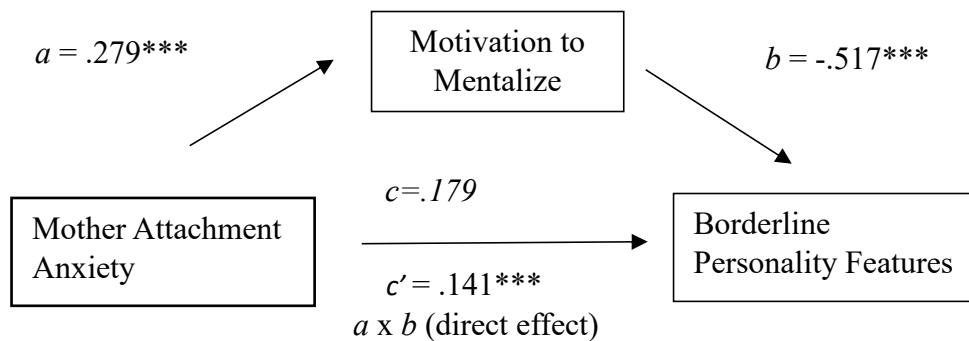 a = .279***
Motivation to
Mentalize
b = -.517***
Mother Attachment
Anxiety
c=.179
c′ = .141***
a x b (direct effect)
Borderline
Personality Features